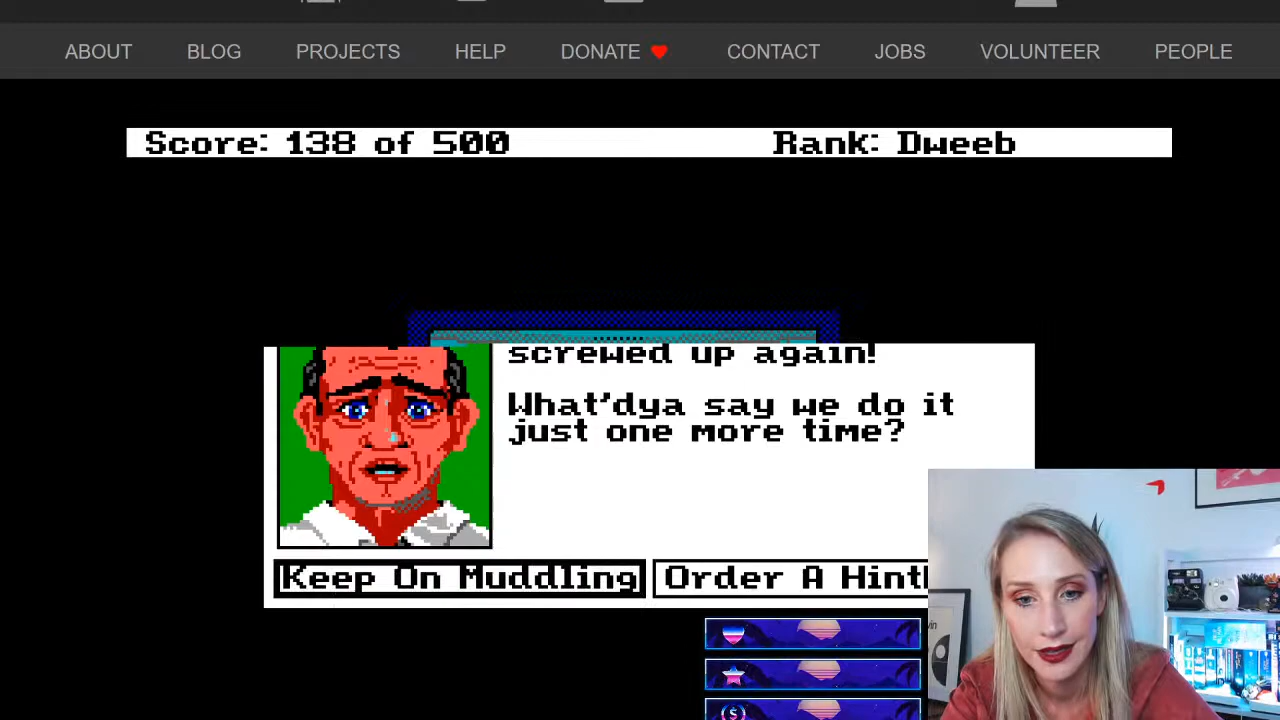 ABOUT BLOG PROJECTS HELP DONATE CONTACT JOBS VOLUNTEER PEOPLE
Score: 138 of 500 Rank: Dweeb
screwed up again!
What'dya say we do it
just one more time?
Keep On Muddling Order A Hint